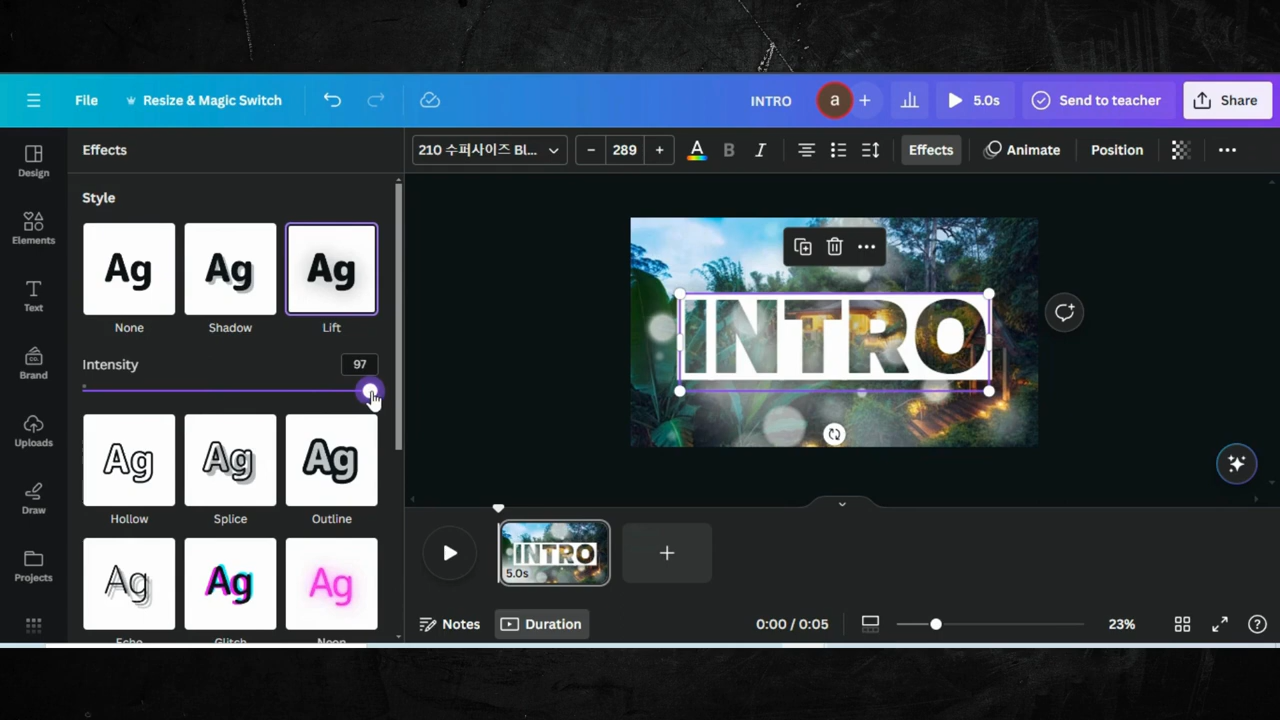 File
Resize & Magic Switch
INTRO
a
5.0s
Send to teacher
Share
Design
Elements
Text
Brand
Uploads
Draw
Projects
Effects
Style
Ag
Ag
Ag
None
Shadow
Lift
Intensity
97
Ag
Ag
Ag
Hollow
Splice
Outline
Ag
Ag
Ag
Echo
Glitch
Neon
210 수퍼사이즈 Bl...
289
A
B
I
Effects
Animate
Position
INTRO
INTRO
5.0s
Notes
Duration
0:00 / 0:05
23%